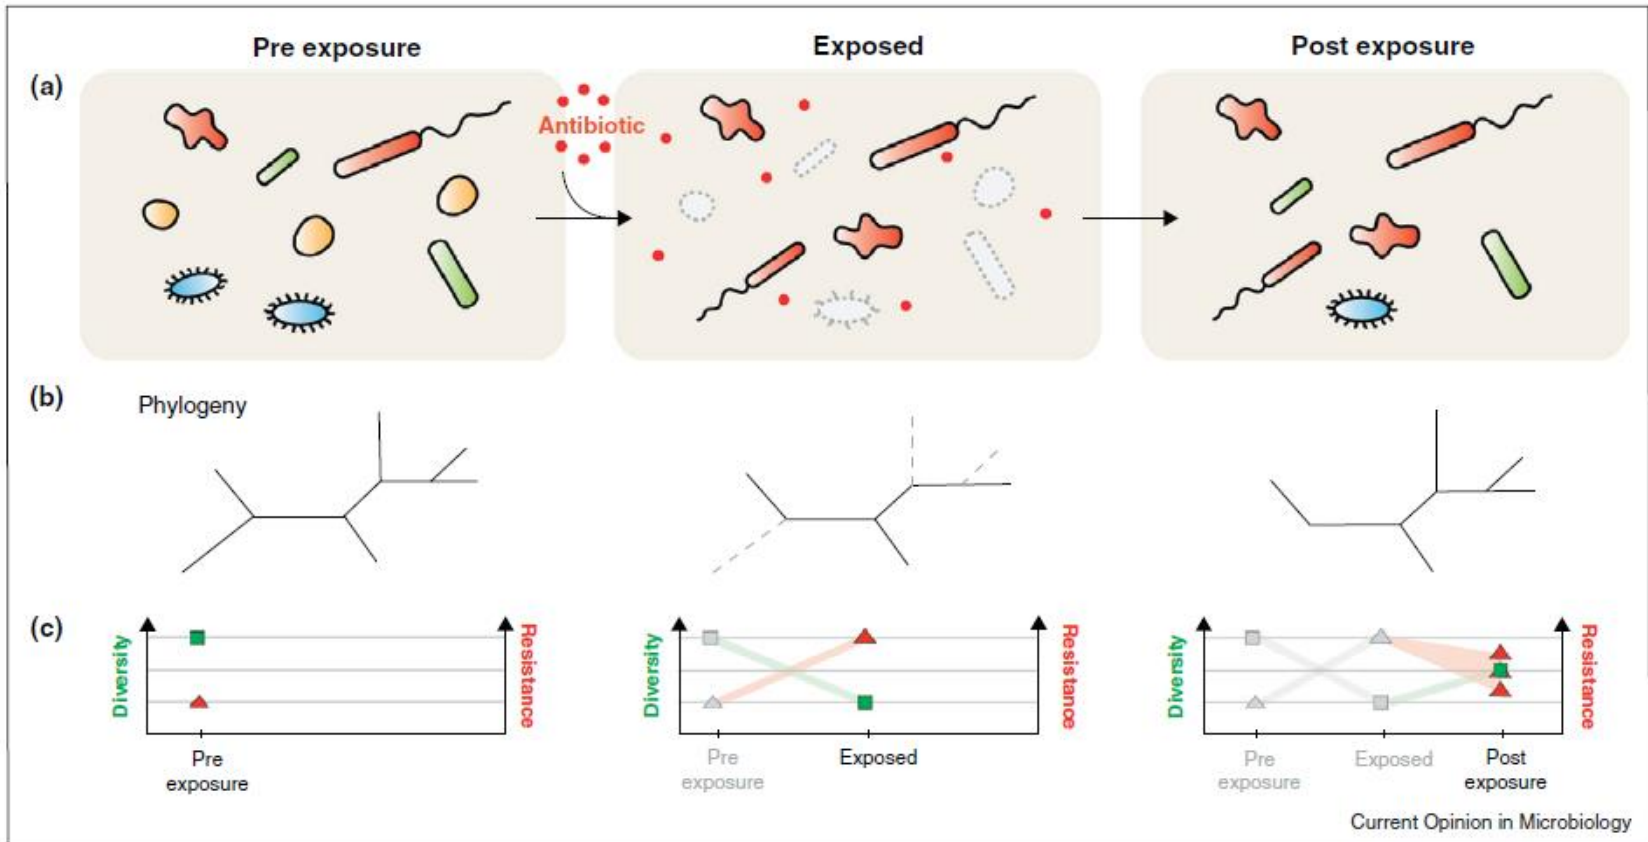 Pre exposure
Exposed
Post exposure
(a)
Antibiotic
(b)
Phylogeny
(c)
Diversity
Resistance
Pre
exposure
Diversity
Resistance
Pre
exposure
Exposed
Diversity
Resistance
Pre
exposure
Exposed
Post
exposure
Current Opinion in Microbiology